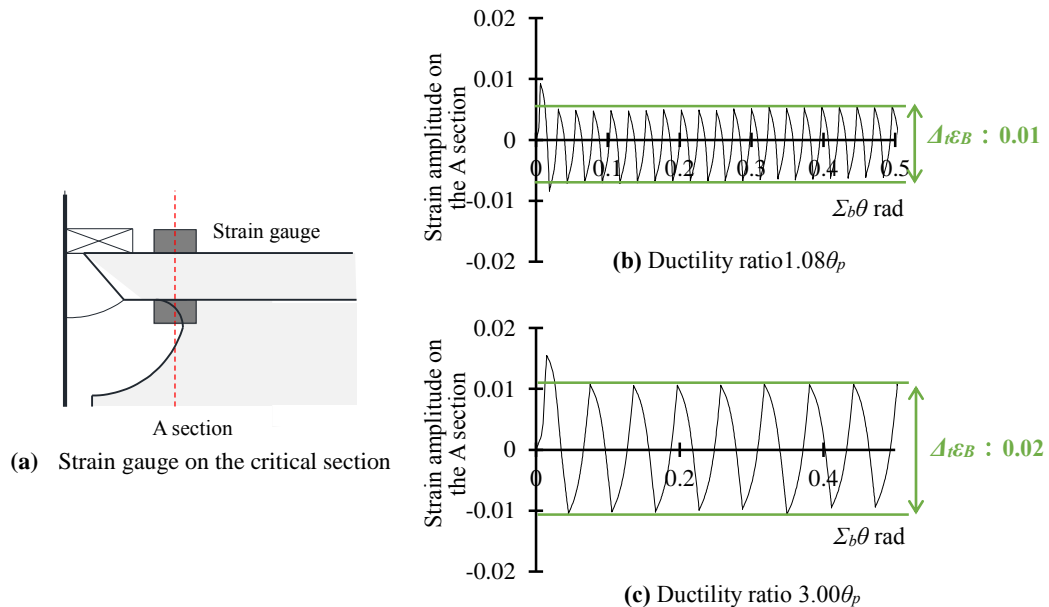 Strain gauge
A section
(a) Strain gauge on the critical section
Strain amplitude on
the A section
0.02
0.01
0
-0.01
-0.02
0
0.1
0.2
0.3
0.4
0.5
Σbθ rad
ΔtεB : 0.01
(b) Ductility ratio1.08θp
Strain amplitude on
the A section
0.02
0.01
0
-0.01
-0.02
0
0.2
0.4
Σbθ rad
ΔtεB : 0.02
(c) Ductility ratio 3.00θp